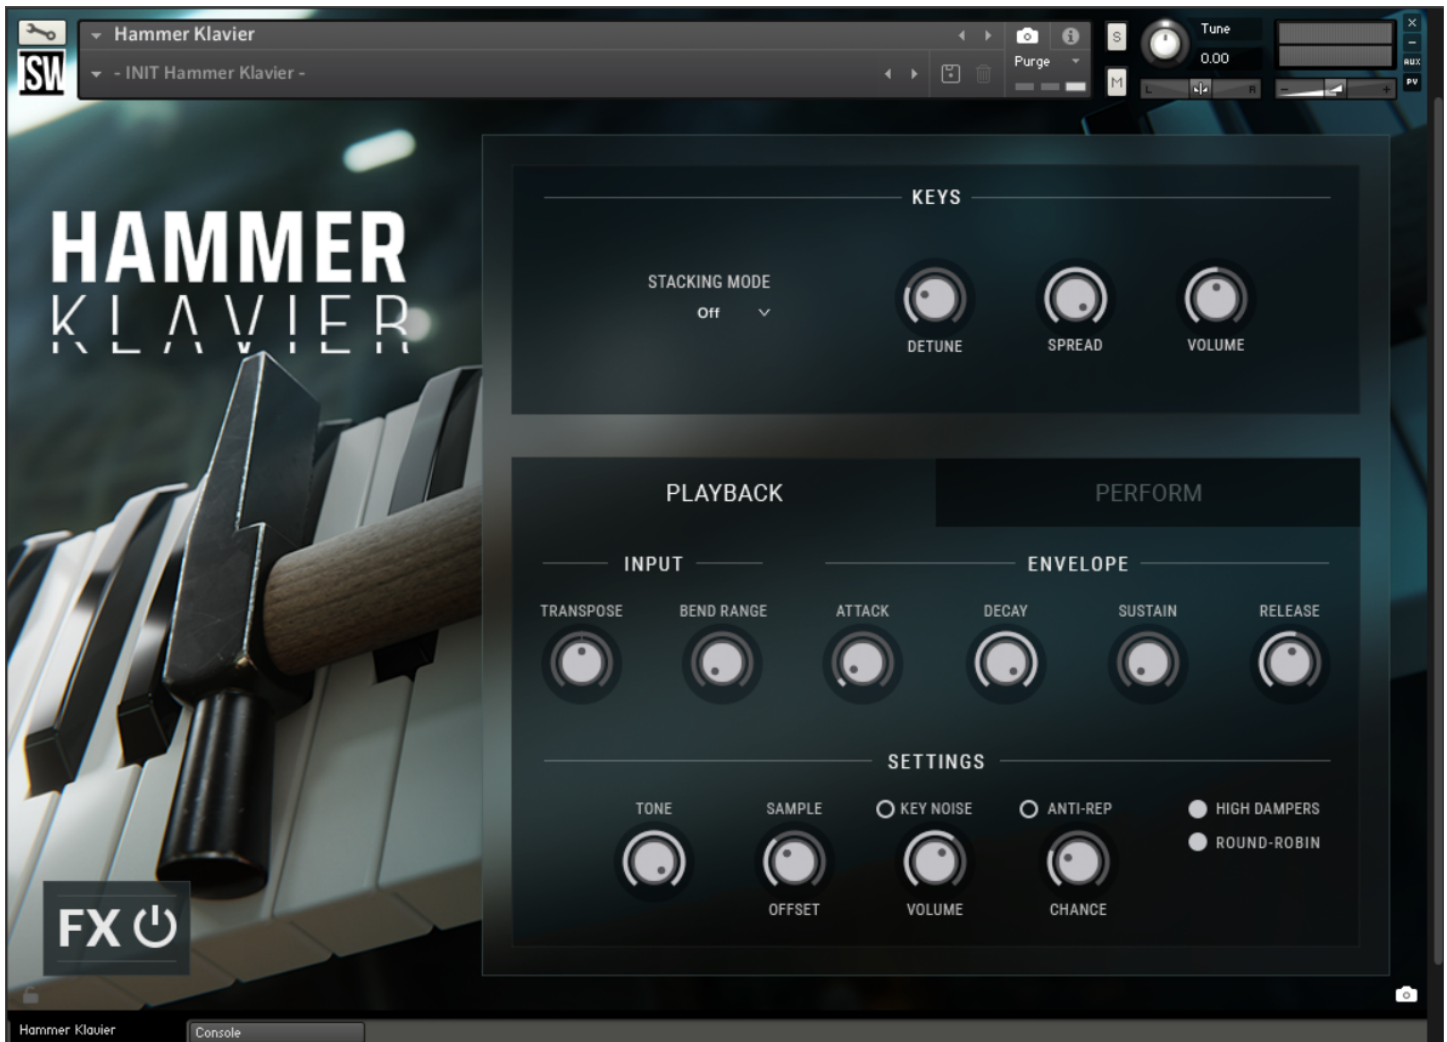 Hammer Klavier
- INIT Hammer Klavier -
Purge
S
M
Tune
0.00
L
R
AUX
PV
ISW
HAMMER
KLAVIER
KEYS
STACKING MODE
Off
DETUNE
SPREAD
VOLUME
PLAYBACK
PERFORM
INPUT
ENVELOPE
TRANSPOSE
BEND RANGE
ATTACK
DECAY
SUSTAIN
RELEASE
SETTINGS
TONE
SAMPLE
KEY NOISE
ANTI-REP
HIGH DAMPERS
ROUND-ROBIN
OFFSET
VOLUME
CHANCE
FX
Hammer Klavier
Console